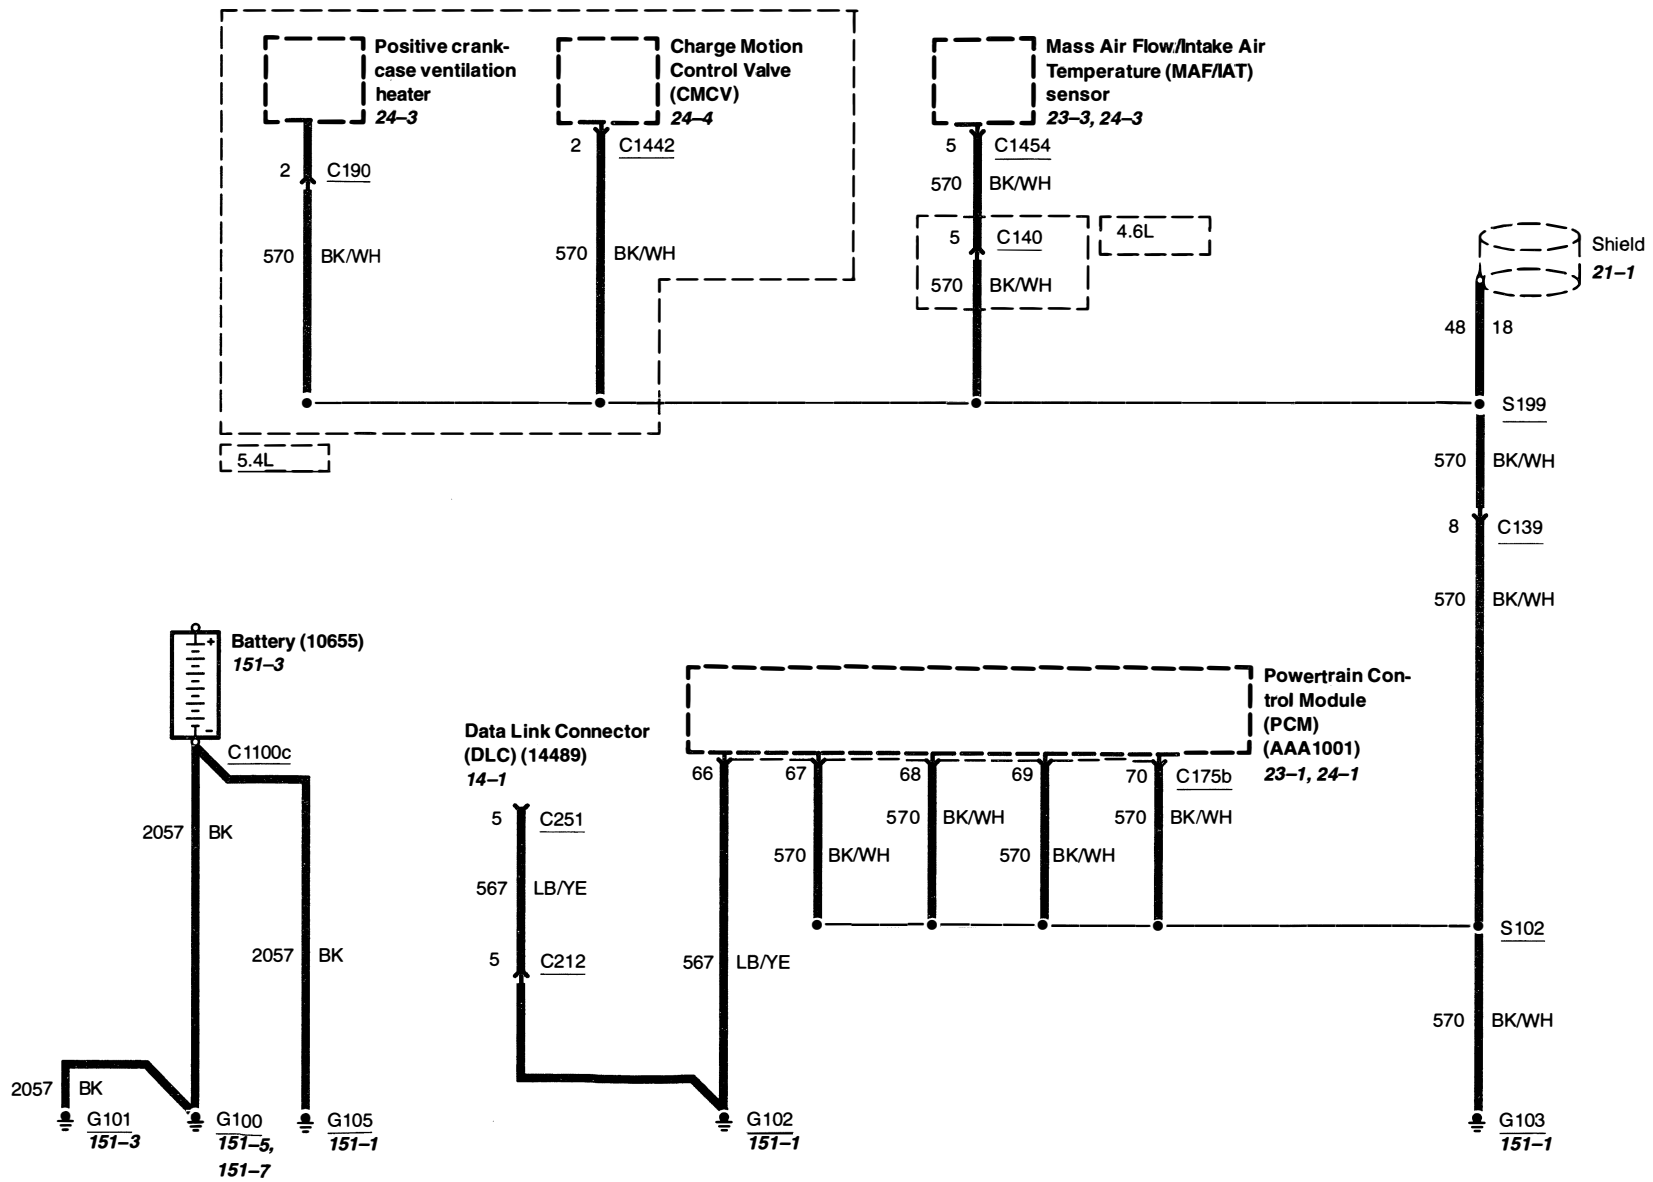 Positive crank-
case ventilation
heater
24–3
Charge Motion
Control Valve
(CMCV)
24–4
Mass Air Flow/Intake Air
Temperature (MAF/IAT)
sensor
23–3, 24–3
2 C190
2 C1442
5 C1454
570 BK/WH
5 C140
4.6L
570 BK/WH
570 BK/WH
570 BK/WH
Shield
21–1
48 18
S199
5.4L
570 BK/WH
8 C139
570 BK/WH
Battery (10655)
151–3
+
-
C1100c
Data Link Connector
(DLC) (14489)
14–1
Powertrain Con-
trol Module
(PCM)
(AAA1001)
23–1, 24–1
66 67 68 69 70 C175b
5 C251
2057 BK
570 BK/WH
570 BK/WH
570 BK/WH
570 BK/WH
567 LB/YE
S102
2057 BK
5 C212
567 LB/YE
570 BK/WH
2057 BK
G101
151–3
G100
151–5,
151–7
G105
151–1
G102
151–1
G103
151–1